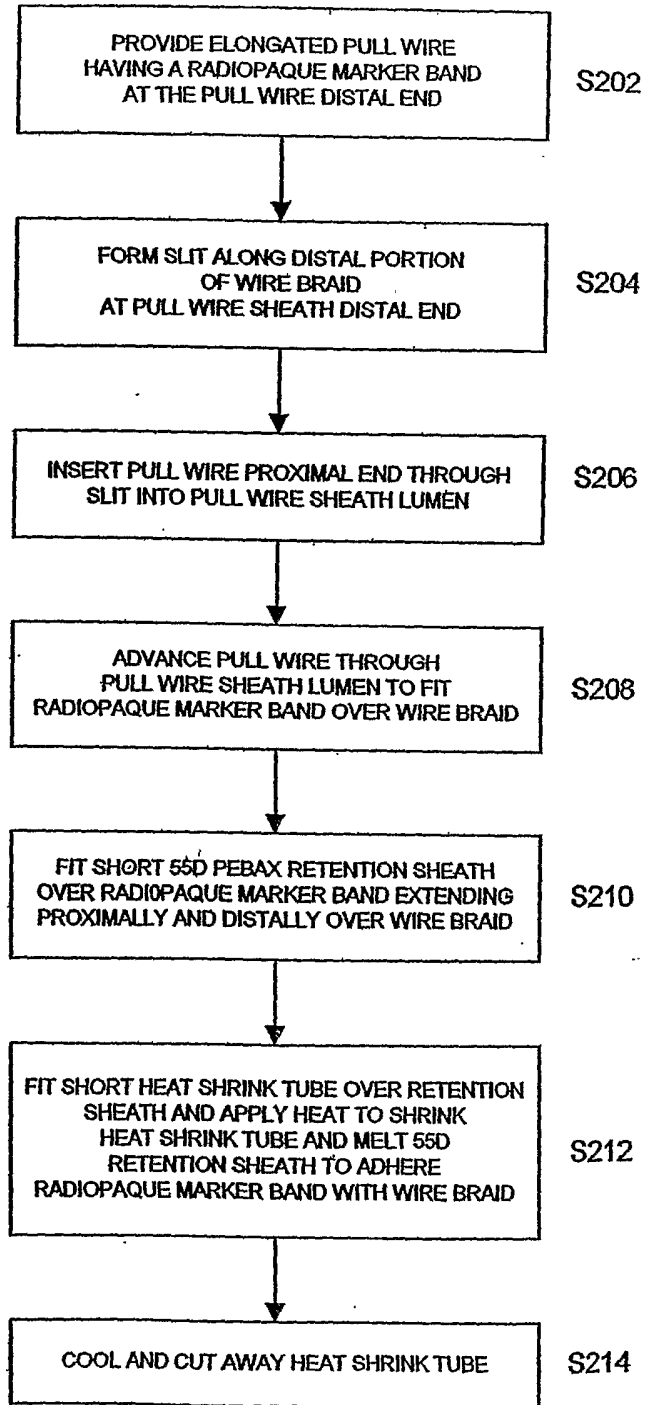 PROVIDE ELONGATED PULL WIRE
HAVING A RADIOPAQUE MARKER BAND
AT THE PULL WIRE DISTAL END
S202
FORM SLIT ALONG DISTAL PORTION
OF WIRE BRAID
AT PULL WIRE SHEATH DISTAL END
S204
INSERT PULL WIRE PROXIMAL END THROUGH
SLIT INTO PULL WIRE SHEATH LUMEN
S206
ADVANCE PULL WIRE THROUGH
PULL WIRE SHEATH LUMEN TO FIT
RADIOPAQUE MARKER BAND OVER WIRE BRAID
S208
FIT SHORT 55D PEBAX RETENTION SHEATH
OVER RADIOPAQUE MARKER BAND EXTENDING
PROXIMALLY AND DISTALLY OVER WIRE BRAID
S210
FIT SHORT HEAT SHRINK TUBE OVER RETENTION
SHEATH AND APPLY HEAT TO SHRINK
HEAT SHRINK TUBE AND MELT 55D
RETENTION SHEATH TO ADHERE
RADIOPAQUE MARKER BAND WITH WIRE BRAID
S212
COOL AND CUT AWAY HEAT SHRINK TUBE
S214